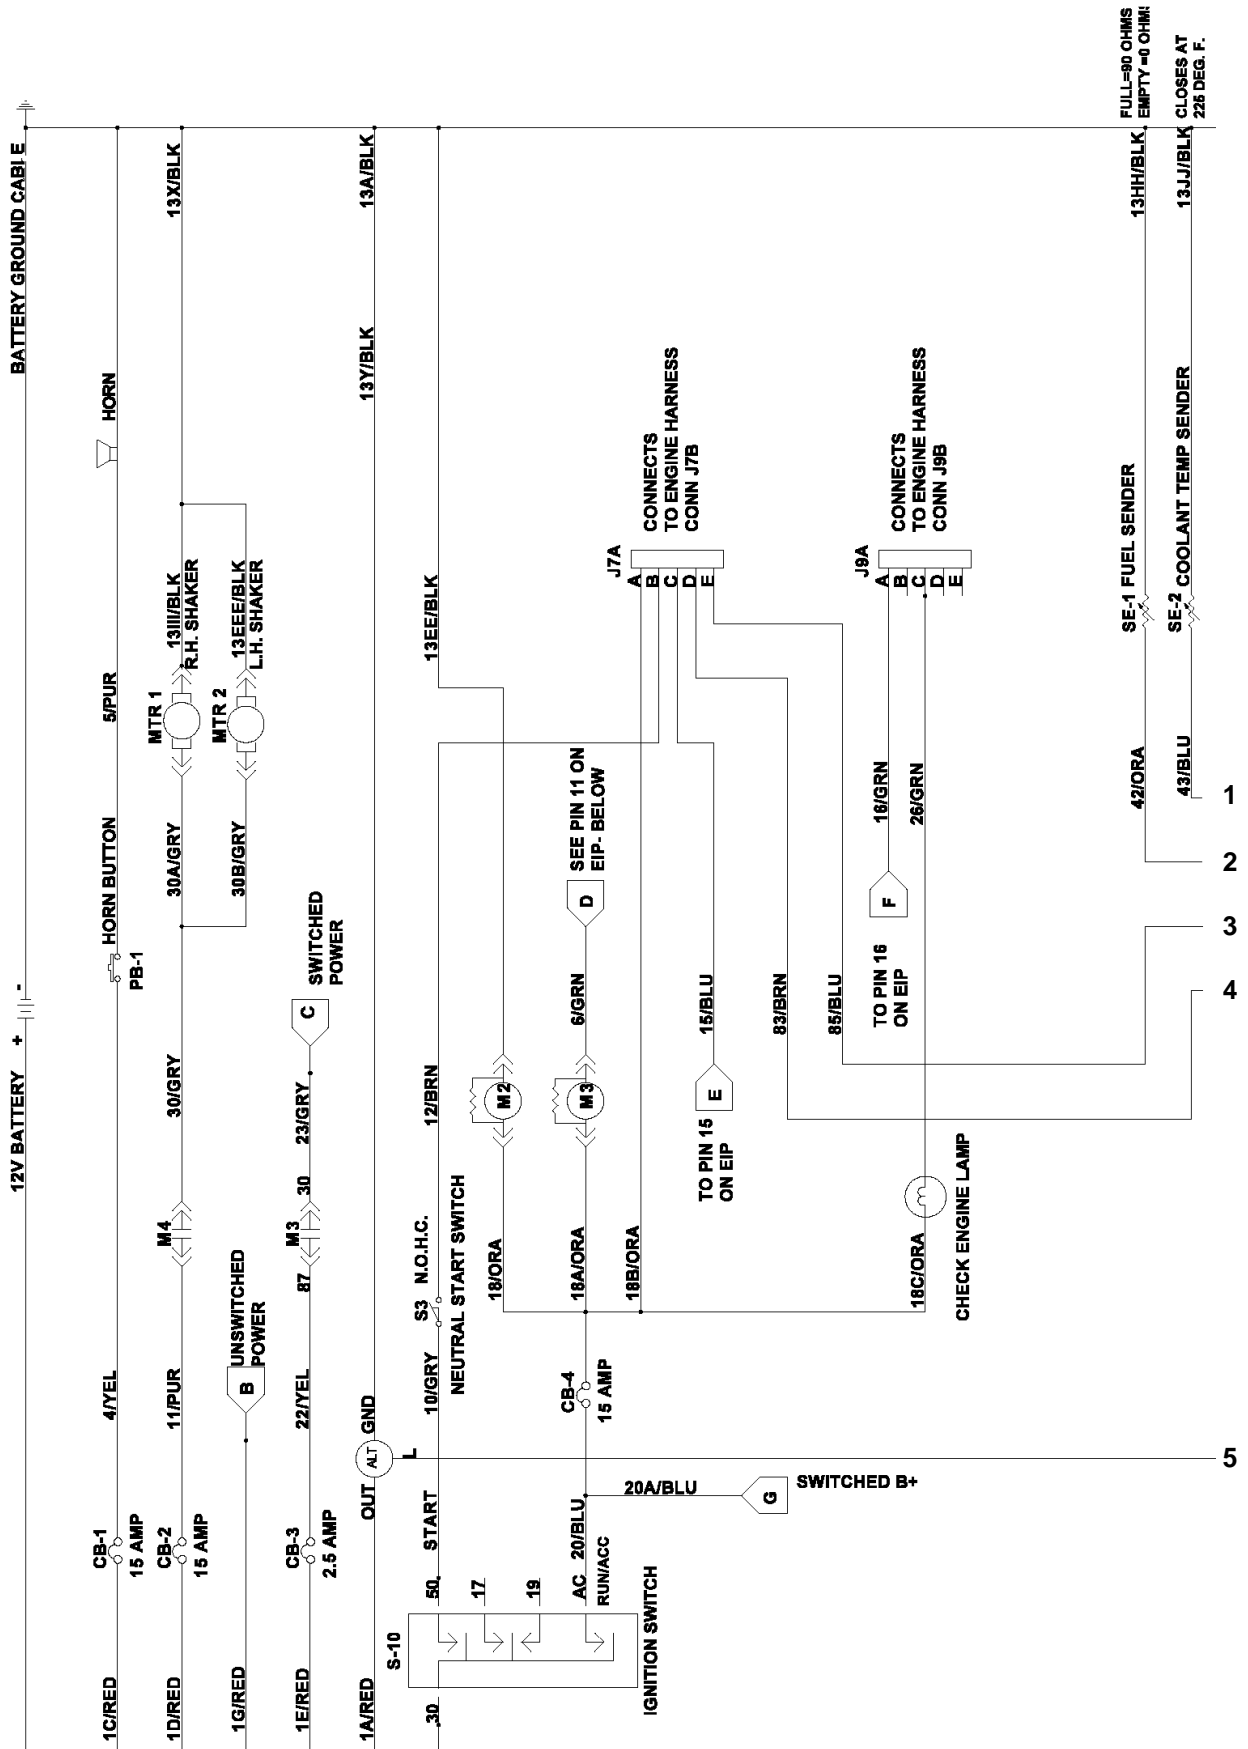 BATTERY GROUND CABLE
12V BATTERY + -
HORN
5/PUR
HORN BUTTON
PB-1
4/YEL
CB-1
15 AMP
1C/RED
13X/BLK
13III/BLK
R.H. SHAKER
MTR 1
13EEE/BLK
L.H. SHAKER
MTR 2
30A/GRY
30B/GRY
30/GRY
M4
11/PUR
CB-2
15 AMP
1D/RED
UNSWITCHED
POWER
B
1G/RED
SWITCHED
POWER
C
23/GRY
30
M3
87
22/YEL
CB-3
2.5 AMP
1E/RED
13A/BLK
13Y/BLK
GND
ALT
OUT
L
1A/RED
13EE/BLK
12/BRN
N.O.H.C.
S3
NEUTRAL START SWITCH
10/GRY
START
50
17
19
AC
RUN/ACC
S-10
IGNITION SWITCH
30
20/BLU
20A/BLU
G
SWITCHED B+
CB-4
15 AMP
M2
18/ORA
M3
18A/ORA
6/GRN
D
SEE PIN 11 ON
EIP- BELOW
18B/ORA
18C/ORA
CHECK ENGINE LAMP
J7A
A
B
C
D
E
CONNECTS
TO ENGINE HARNESS
CONN J7B
15/BLU
E
TO PIN 15
ON EIP
83/BRN
85/BLU
J9A
A
B
C
D
E
CONNECTS
TO ENGINE HARNESS
CONN J9B
16/GRN
26/GRN
F
TO PIN 16
ON EIP
FULL=90 OHMS
EMPTY =0 OHMS
13HH/BLK
SE-1 FUEL SENDER
42/ORA
CLOSES AT
225 DEG. F.
13JJ/BLK
SE-2 COOLANT TEMP SENDER
43/BLU
1
2
3
4
5